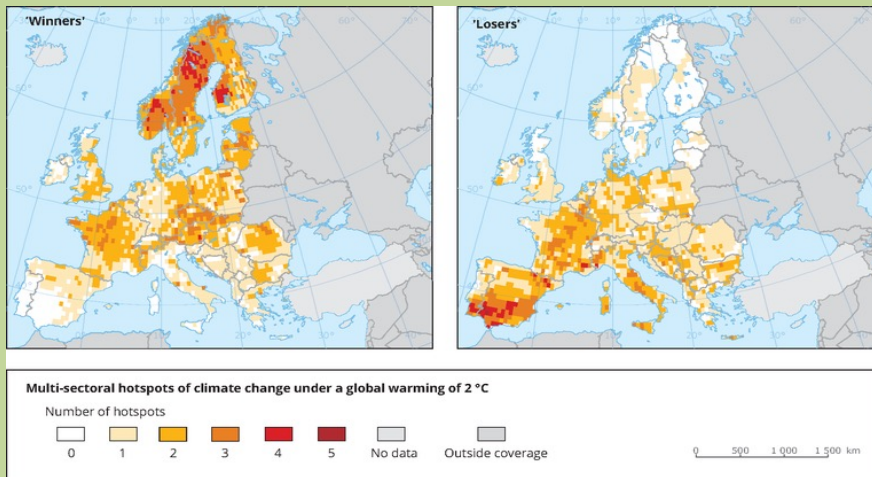 'Winners'
'Losers'
Multi-sectoral hotspots of climate change under a global warming of 2 °C
Number of hotspots
0 1 2 3 4 5 No data Outside coverage
0 500 1 000 1 500 km